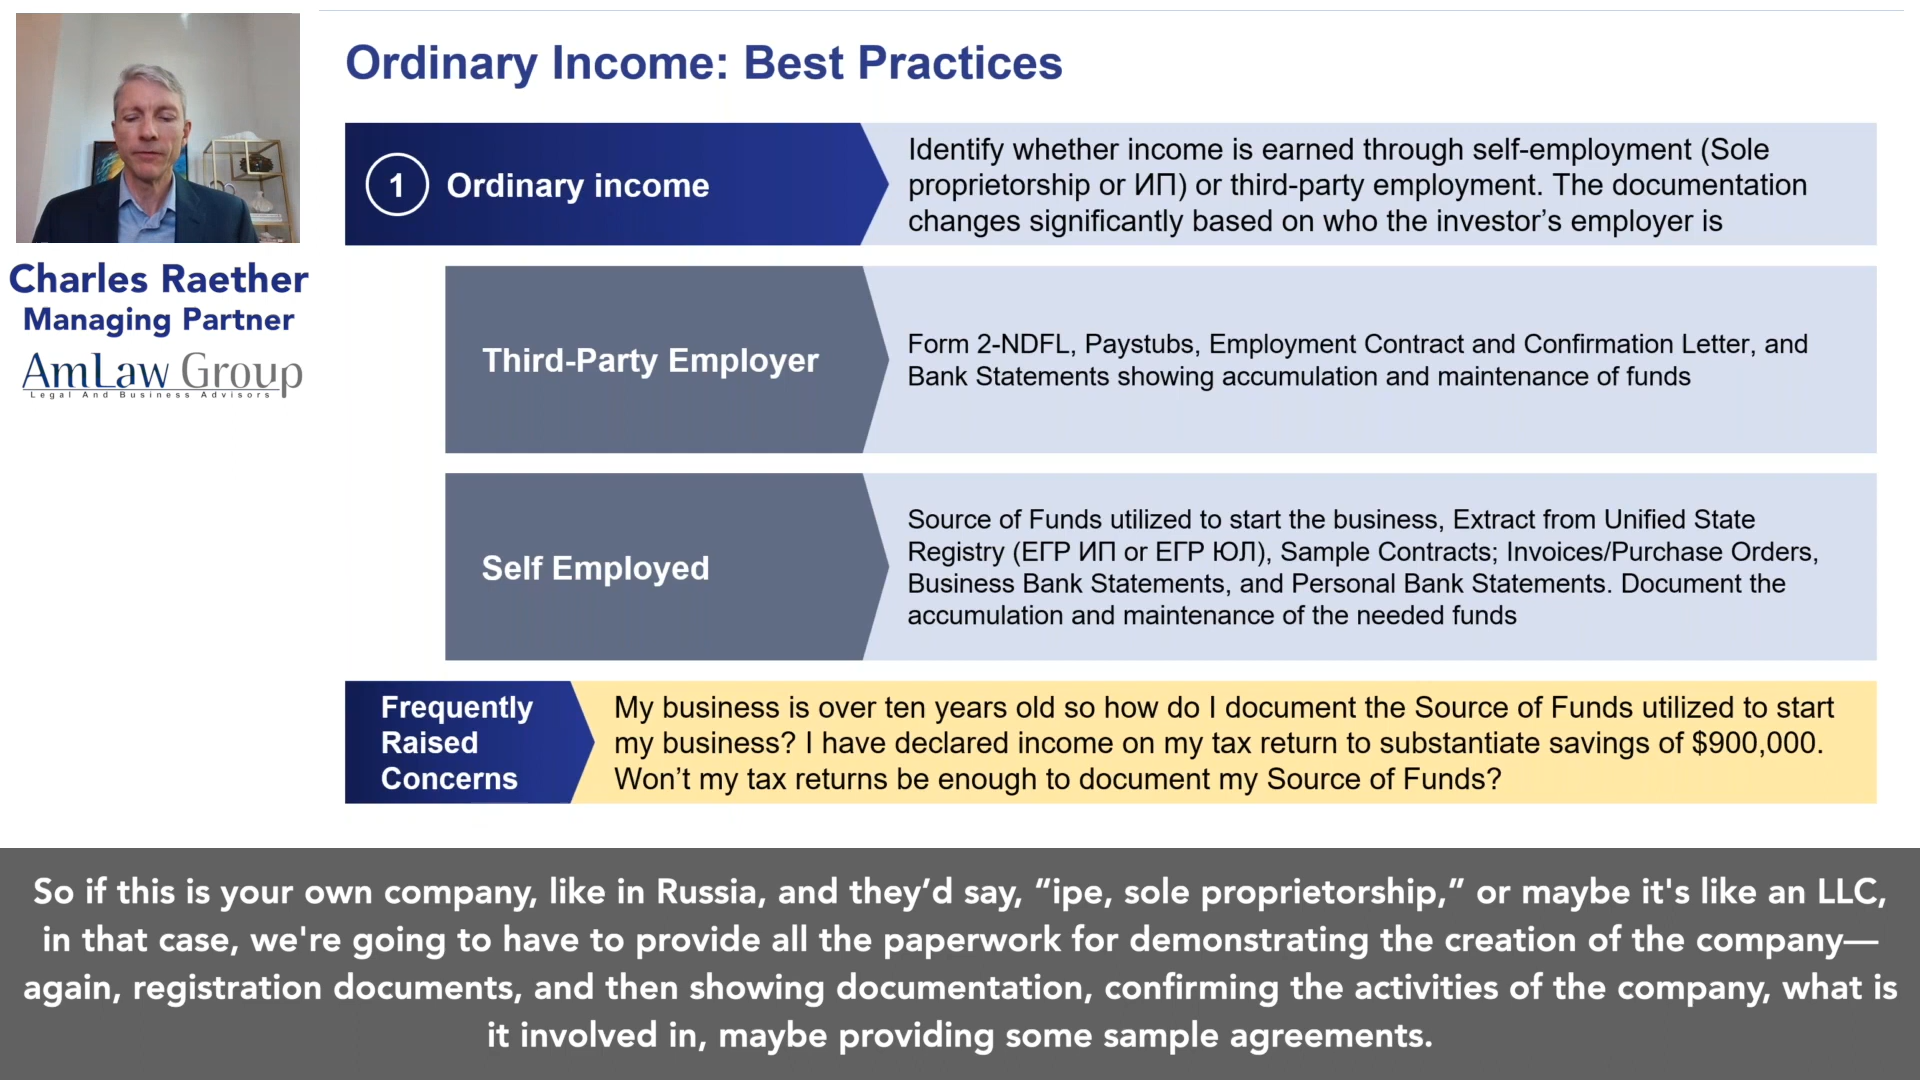 Ordinary Income: Best Practices
1 Ordinary income
Identify whether income is earned through self-employment (Sole
proprietorship or ИП) or third-party employment. The documentation
changes significantly based on who the investor’s employer is
Charles Raether
Managing Partner
AmLaw Group
Legal And Business Advisors
Third-Party Employer
Form 2-NDFL, Paystubs, Employment Contract and Confirmation Letter, and
Bank Statements showing accumulation and maintenance of funds
Self Employed
Source of Funds utilized to start the business, Extract from Unified State
Registry (ЕГР ИП or ЕГР ЮЛ), Sample Contracts; Invoices/Purchase Orders,
Business Bank Statements, and Personal Bank Statements. Document the
accumulation and maintenance of the needed funds
Frequently
Raised
Concerns
My business is over ten years old so how do I document the Source of Funds utilized to start
my business? I have declared income on my tax return to substantiate savings of $900,000.
Won’t my tax returns be enough to document my Source of Funds?
So if this is your own company, like in Russia, and they’d say, “ipe, sole proprietorship,” or maybe it's like an LLC,
in that case, we're going to have to provide all the paperwork for demonstrating the creation of the company—
again, registration documents, and then showing documentation, confirming the activities of the company, what is
it involved in, maybe providing some sample agreements.